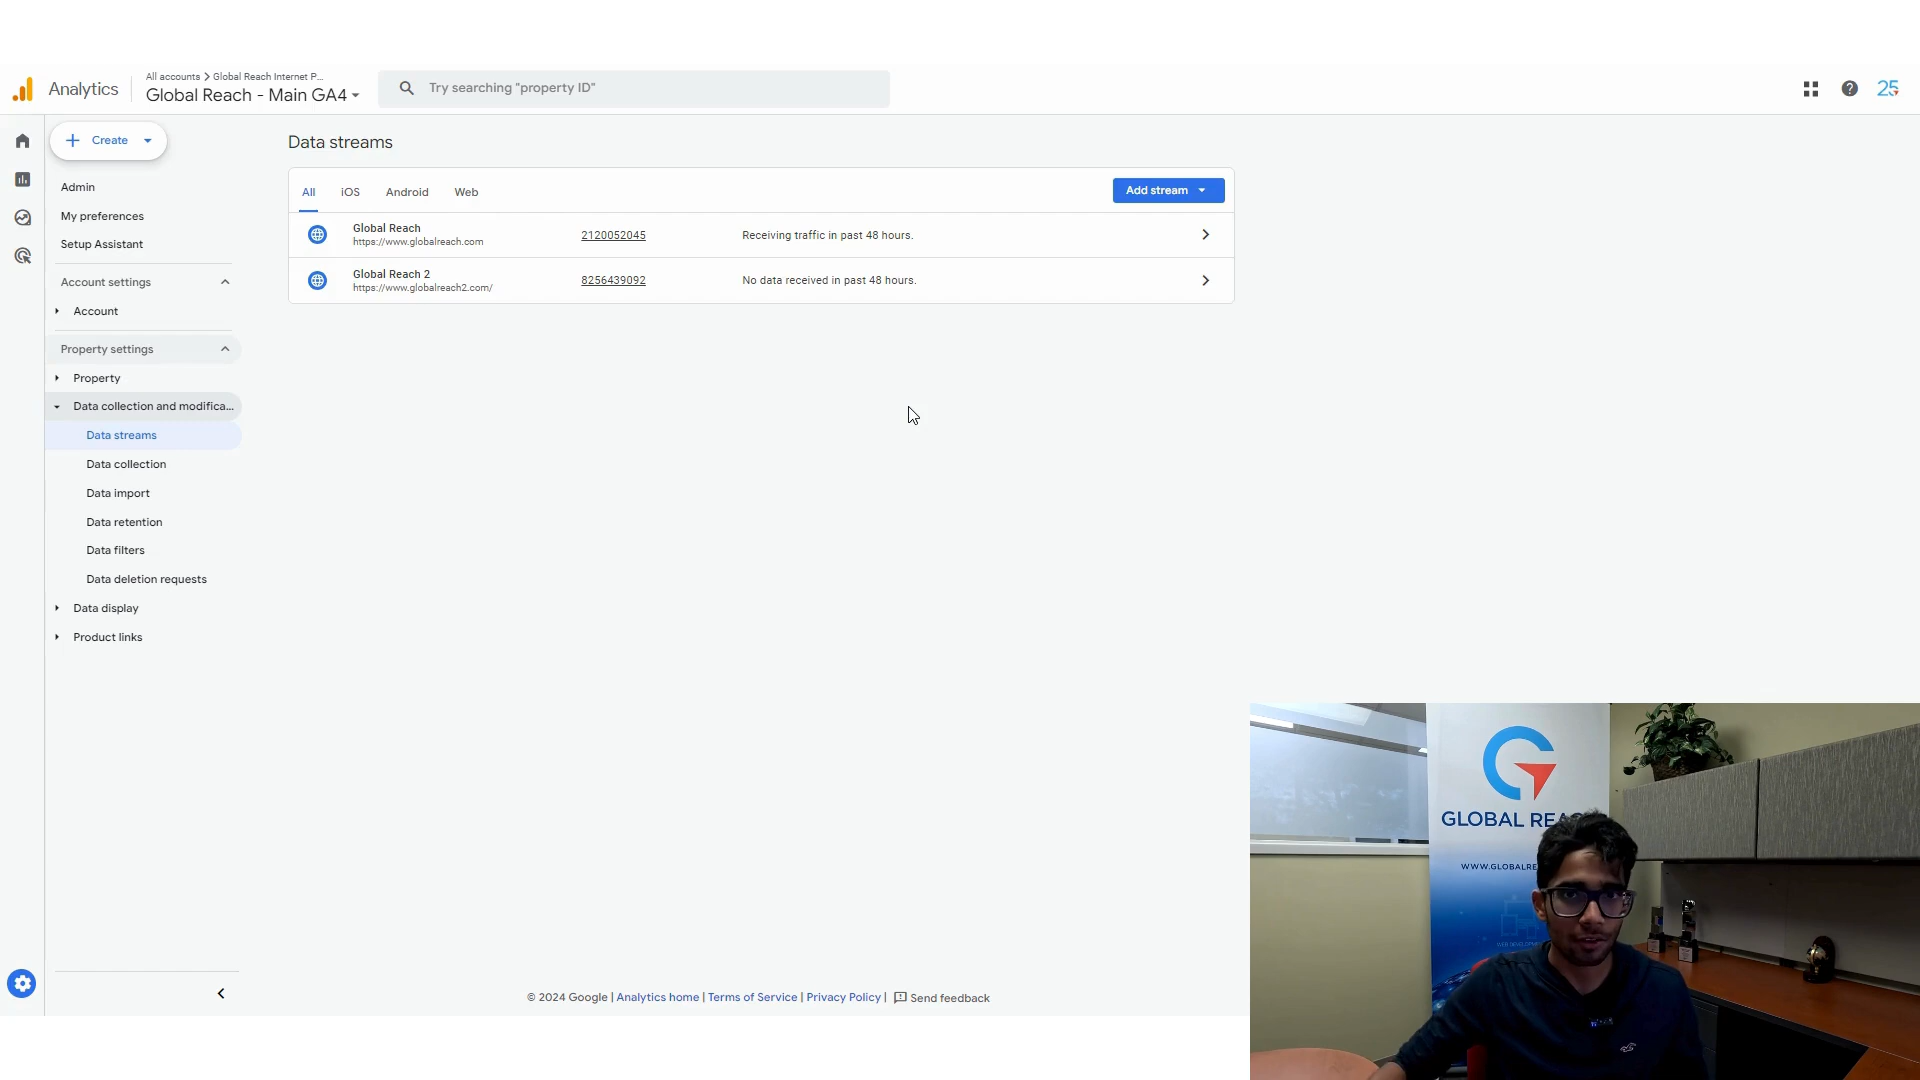 Analytics
All accounts > Global Reach Internet P...
Global Reach - Main GA4
Try searching "property ID"
25
Create
Admin
My preferences
Setup Assistant
Account settings
Account
Property settings
Property
Data collection and modifica...
Data streams
Data collection
Data import
Data retention
Data filters
Data deletion requests
Data display
Product links
Data streams
All iOS Android Web
Add stream
Global Reach
https://www.globalreach.com
2120052045
Receiving traffic in past 48 hours.
Global Reach 2
https://www.globalreach2.com/
8256439092
No data received in past 48 hours.
© 2024 Google | Analytics home | Terms of Service | Privacy Policy | Send feedback
GLOBAL REA
WWW.GLOBALRE